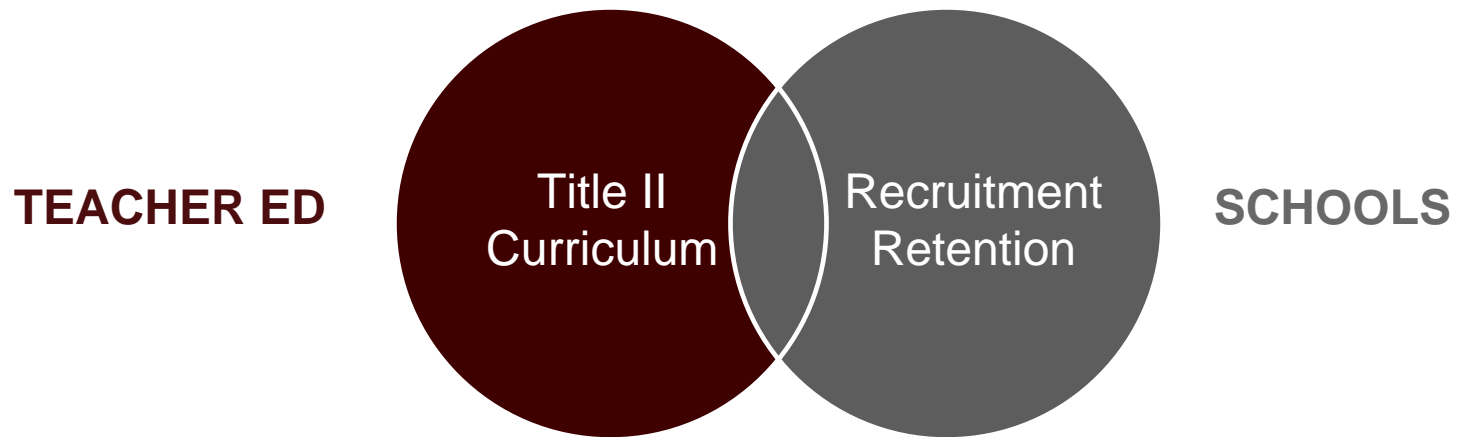 TEACHER ED
Title II
Curriculum
Recruitment
Retention
SCHOOLS